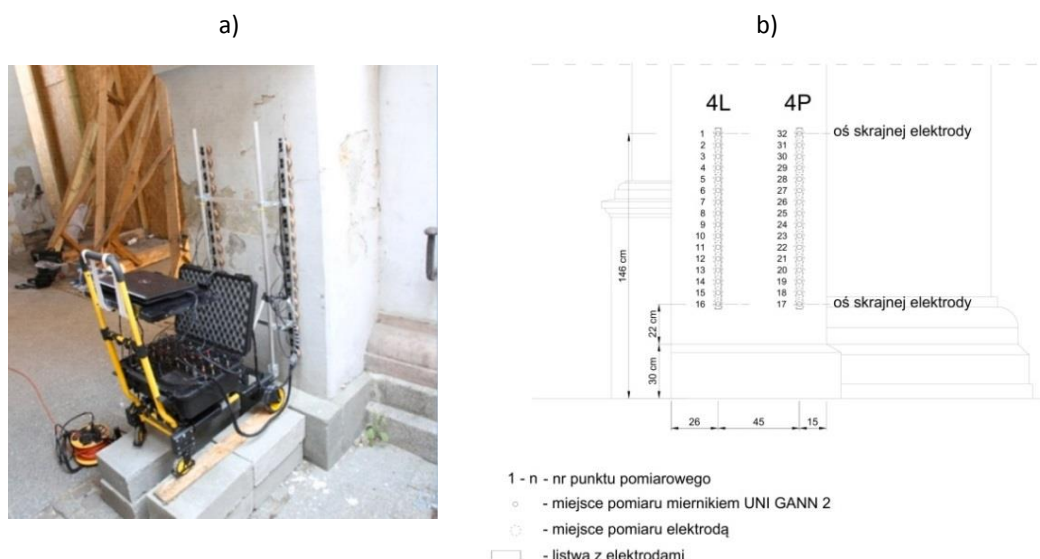 a)
b)
4L 4P
1 32 oś skrajnej elektrody
2 31
3 30
4 29
5 28
6 27
7 26
8 25
9 24
10 23
11 22
12 21
13 20
14 19
15 18
16 17 oś skrajnej elektrody
146 cm
22 cm
30 cm
26 45 15
1 - n - nr punktu pomiarowego
- miejsce pomiaru miernikiem UNI GANN 2
- miejsce pomiaru elektrodą
- listwa z elektrodami